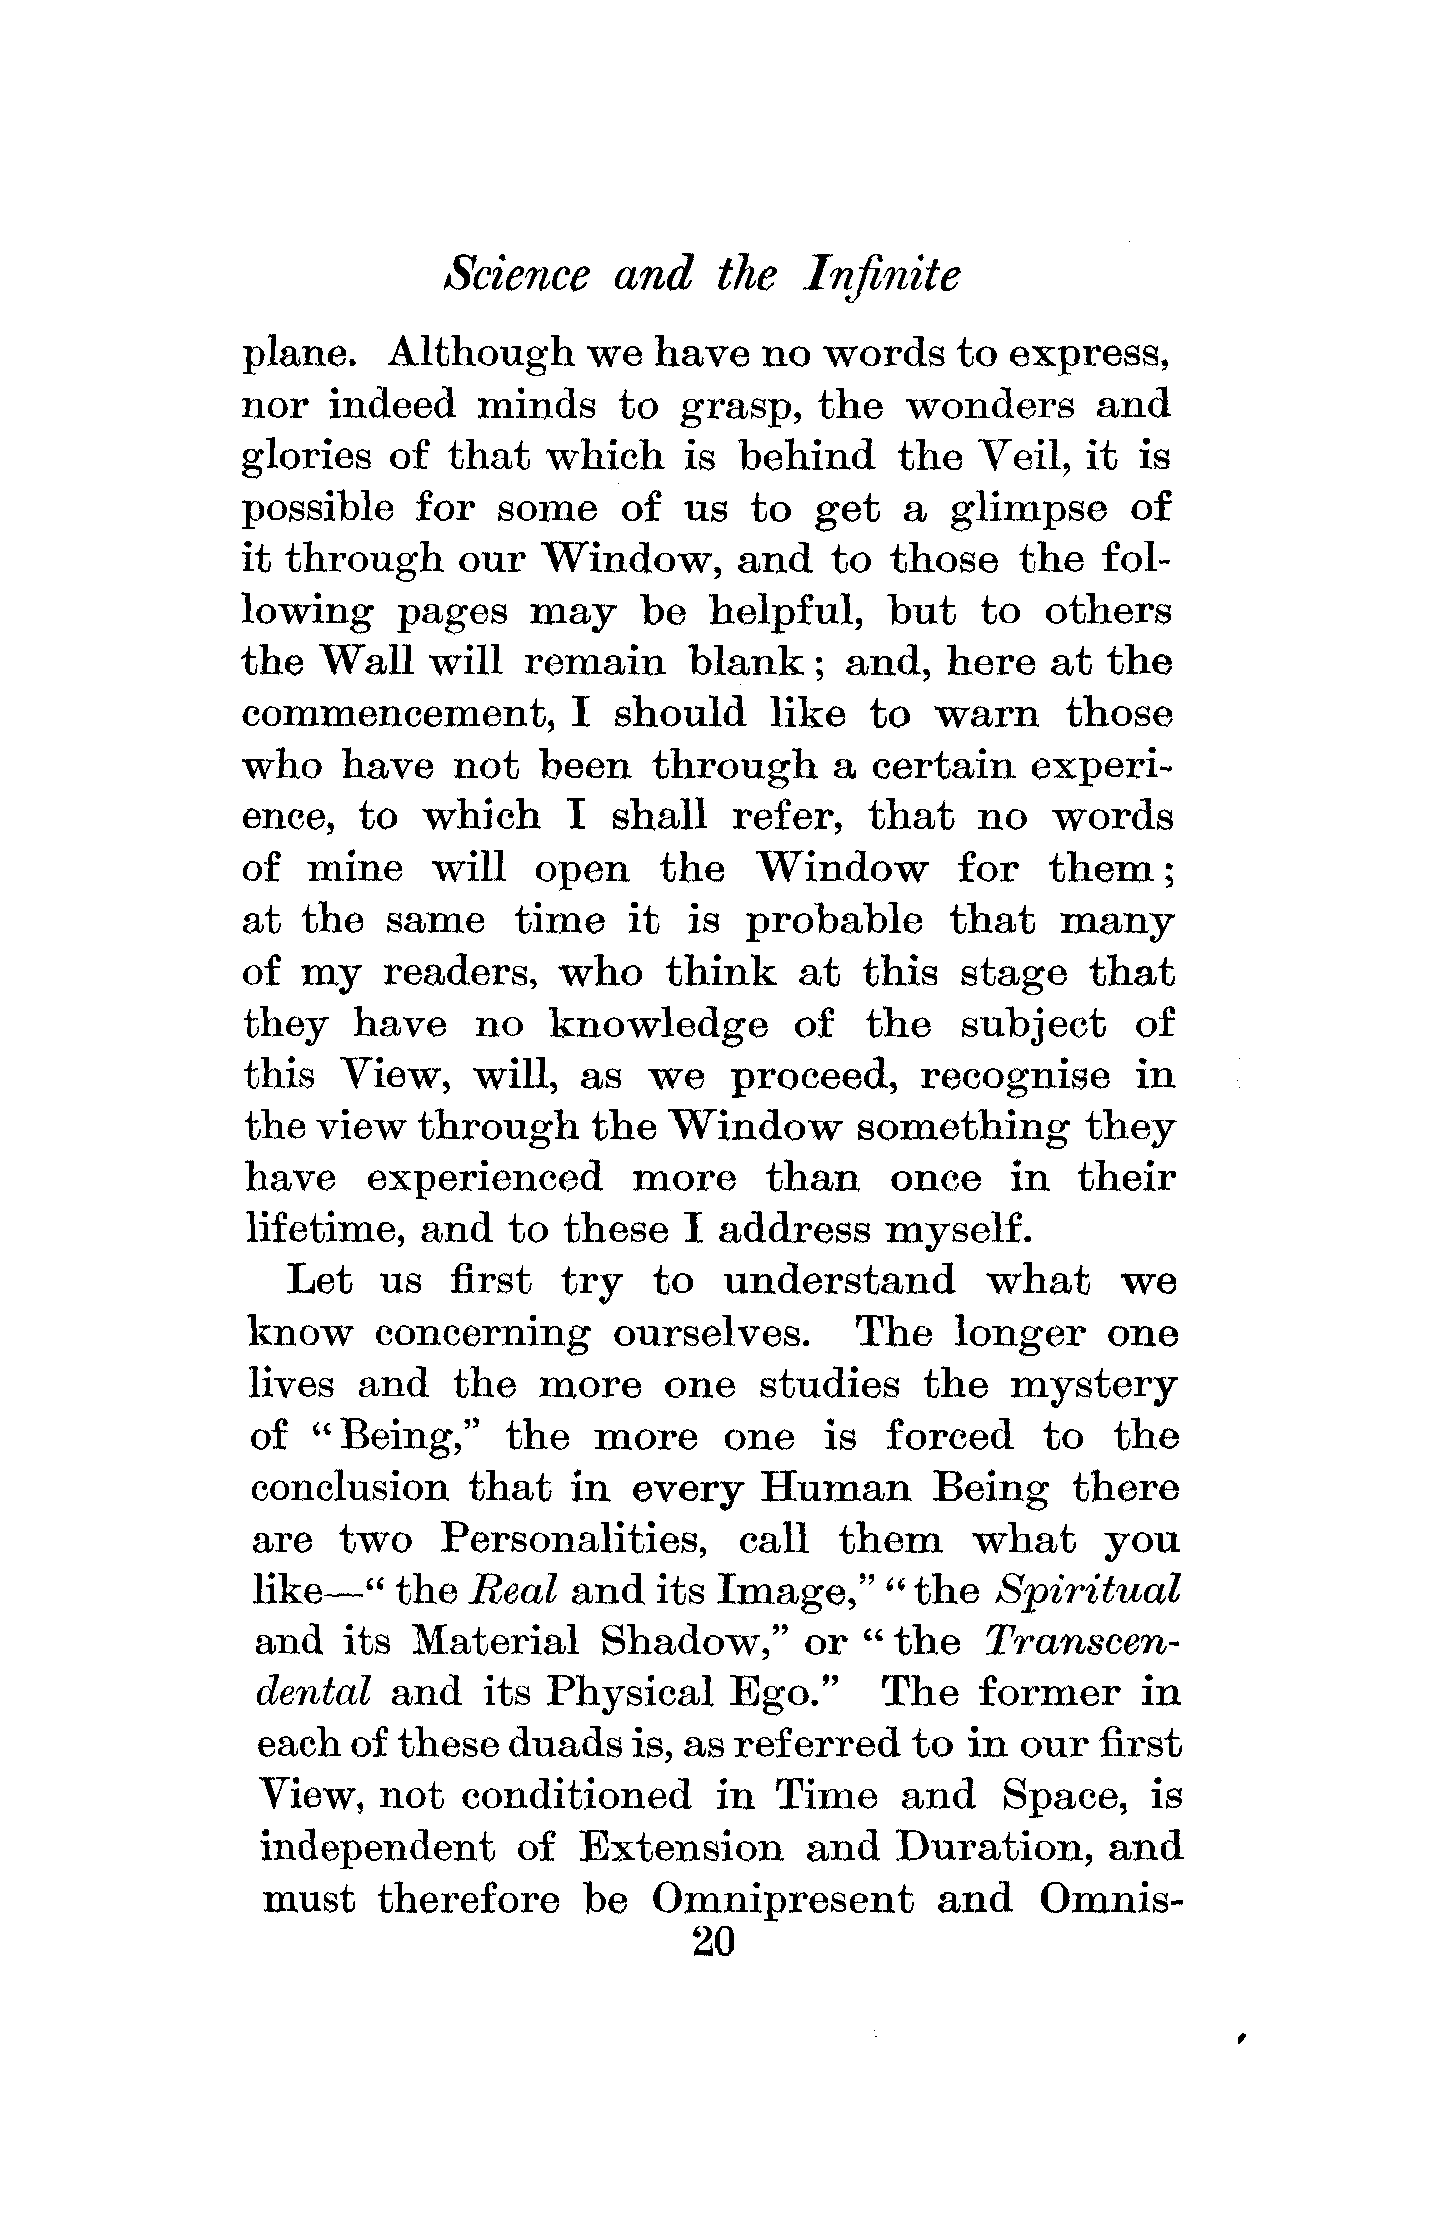 Science and the Infinite
plane. Although we have no words to express,
nor indeed minds to grasp, the wonders and
glories of that which is behind the Veil, it is
possible for some of us to get a glimpse of
it through our Window, and to those the fol-
lowing pages may be helpful, but to others
the Wall will remain blank; and, here at the
commencement, I should like to warn those
who have not been through a certain experi-
ence, to which I shall refer, that no words
of mine will open the Window for them;
at the same time it is probable that many
of my readers, who think at this stage that
they have no knowledge of the subject of
this View, will, as we proceed, recognise in
the view through the Window something they
have experienced more than once in their
lifetime, and to these I address myself.
Let us first try to understand what we
know concerning ourselves. The longer one
lives and the more one studies the mystery
of "Being," the more one is forced to the
conclusion that in every Human Being there
are two Personalities, call them what you
like—"the Real and its Image," "the Spiritual
and its Material Shadow," or "the Transcen-
dental and its Physical Ego." The former in
each of these duads is, as referred to in our first
View, not conditioned in Time and Space, is
independent of Extension and Duration, and
must therefore be Omnipresent and Omnis-
20